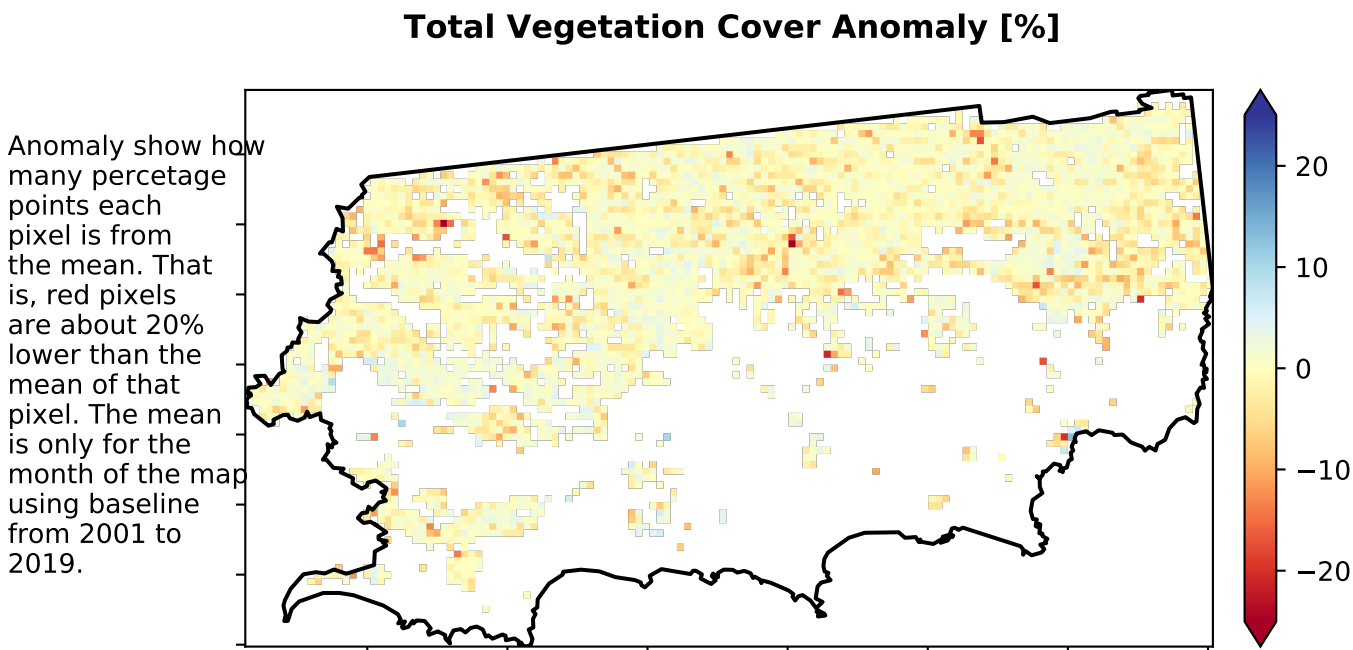 Total Vegetation Cover Anomaly [%]
Anomaly show how
many percetage
points each
pixel is from
the mean. That
is, red pixels
are about 20%
lower than the
mean of that
pixel. The mean
is only for the
month of the map
using baseline
from 2001 to
2019.
20
10
0
−10
−20